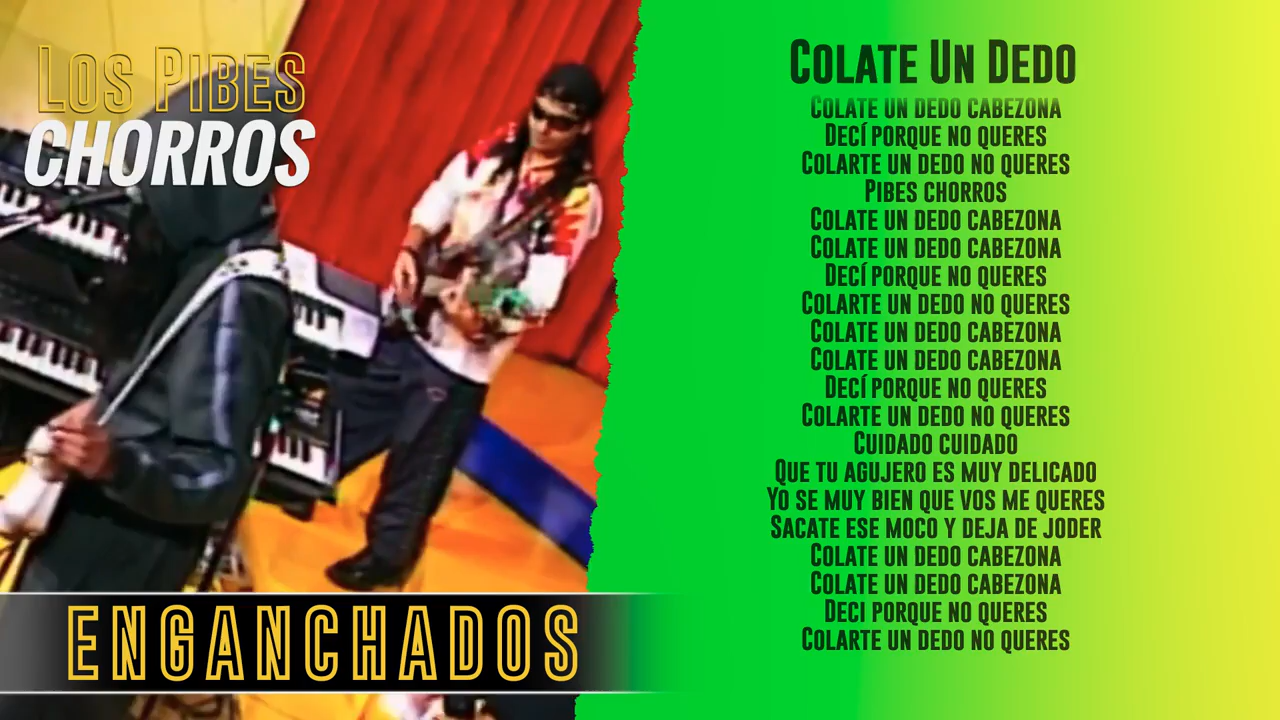 Los Pibes
CHORROS
ENGANCHADOS
Colate Un Dedo
Colate un dedo cabezona
Decí porque no queres
Colarte un dedo no queres
Pibes chorros
Colate un dedo cabezona
Colate un dedo cabezona
Decí porque no queres
Colarte un dedo no queres
Colate un dedo cabezona
Colate un dedo cabezona
Decí porque no queres
Colarte un dedo no queres
Cuidado cuidado
Que tu agujero es muy delicado
Yo se muy bien que vos me queres
Sacate ese moco y deja de joder
Colate un dedo cabezona
Colate un dedo cabezona
Deci porque no queres
Colarte un dedo no queres